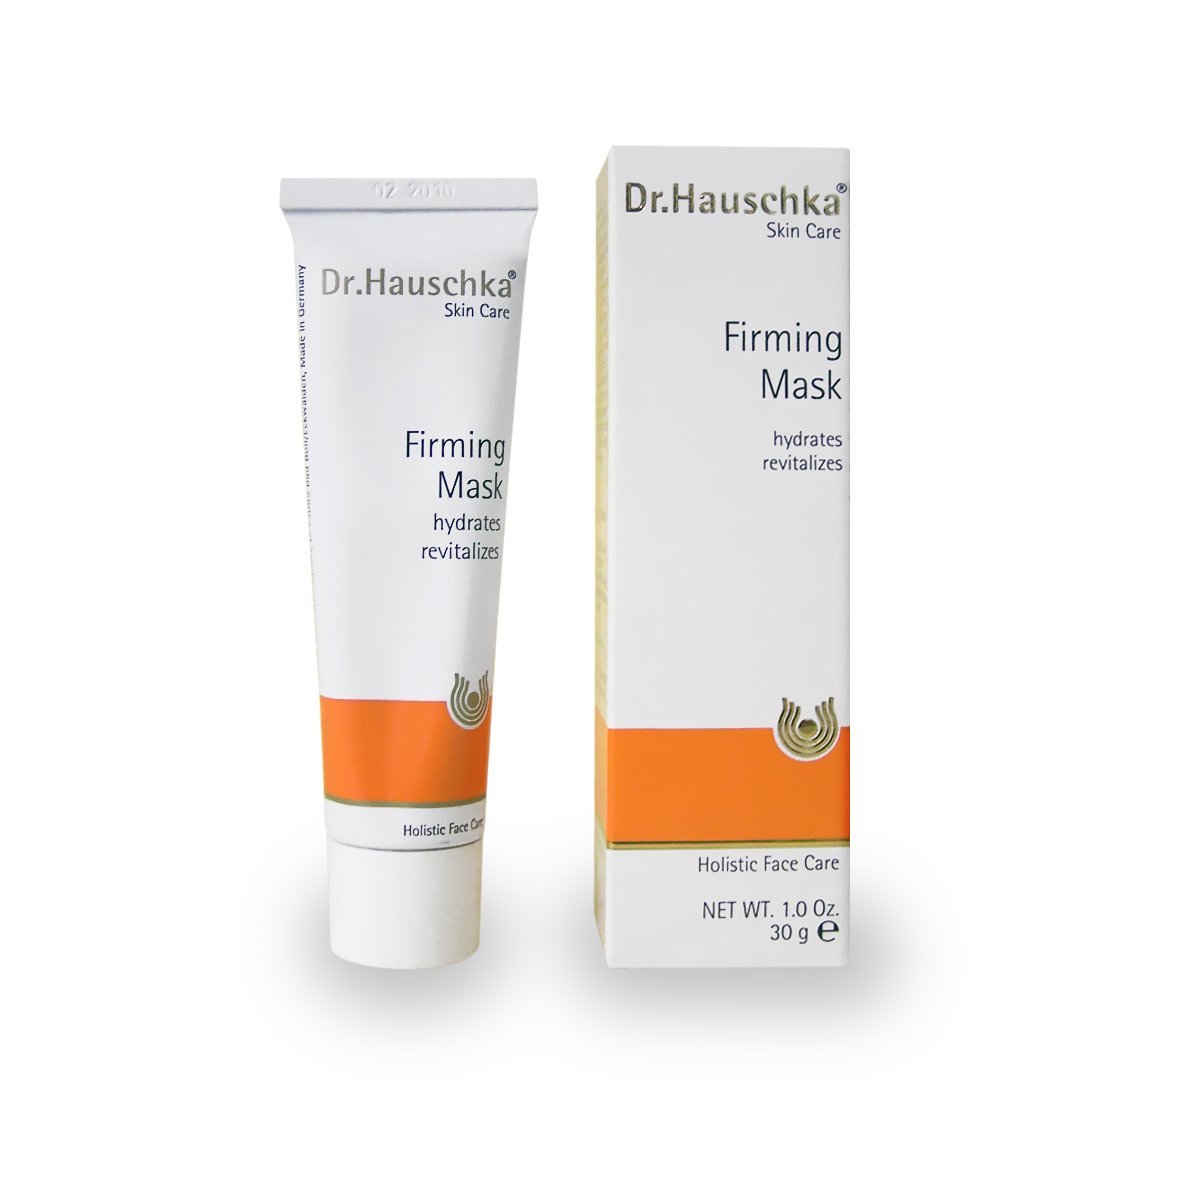 02 2010
Dr.Hauschka®
Skin Care
Firming
Mask
hydrates
revitalizes
Holistic Face Care
Made in Germany
Dr.Hauschka®
Skin Care
Firming
Mask
hydrates
revitalizes
Holistic Face Care
NET WT. 1.0 Oz.
30 g ℮